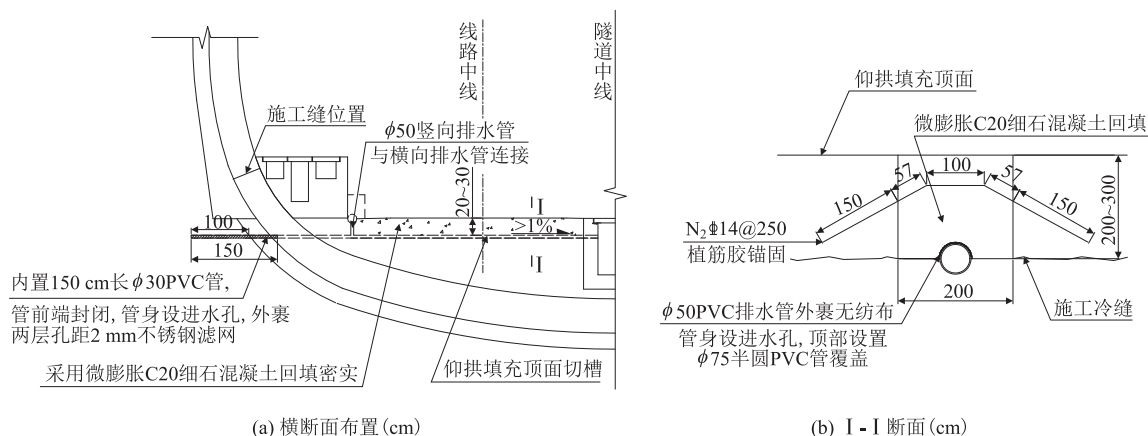 线路中线
隧道中线
施工缝位置
ϕ50竖向排水管
与横向排水管连接
20~30
I
>1%
I
100
150
内置150 cm长ϕ30PVC管,
管前端封闭, 管身设进水孔, 外裹
两层孔距2 mm不锈钢滤网
采用微膨胀C20细石混凝土回填密实
仰拱填充顶面切槽
(a) 横断面布置(cm)
仰拱填充顶面
微膨胀C20细石混凝土回填
100
57
57
150
150
200~300
N₂Φ14@250
植筋胶锚固
200
ϕ50PVC排水管外裹无纺布
管身设进水孔, 顶部设置
ϕ75半圆PVC管覆盖
施工冷缝
(b) I-I 断面(cm)